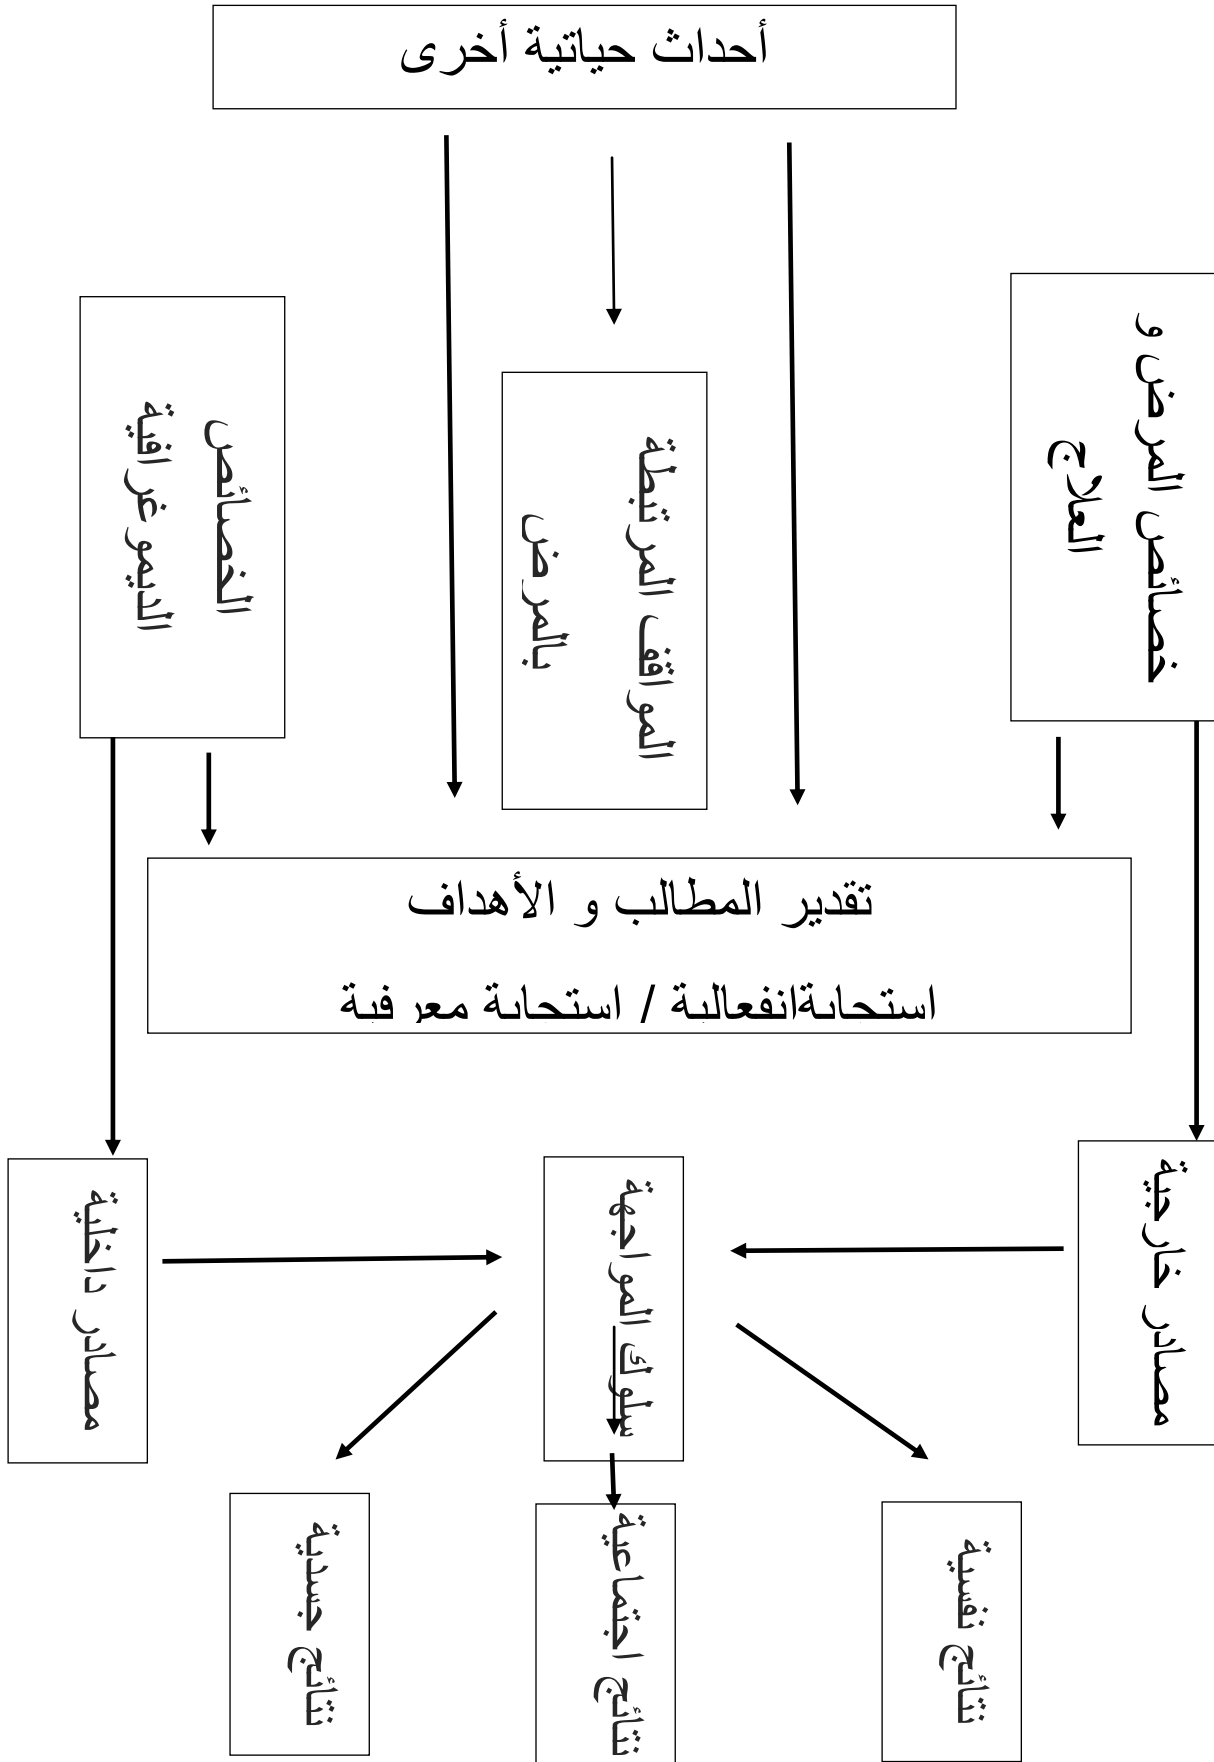 أحداث حياتية أخرى
خصائص المرض و
العلاج
المواقف المرتبطة
بالمرض
الخصائص
الديموغرافية
تقدير المطالب و الأهداف
استجابةانفعالية / استجابة معرفية
مصادر خارجية
سلوك المواجهة
مصادر داخلية
نتائج نفسية
نتائج اجتماعية
نتائج جسدية